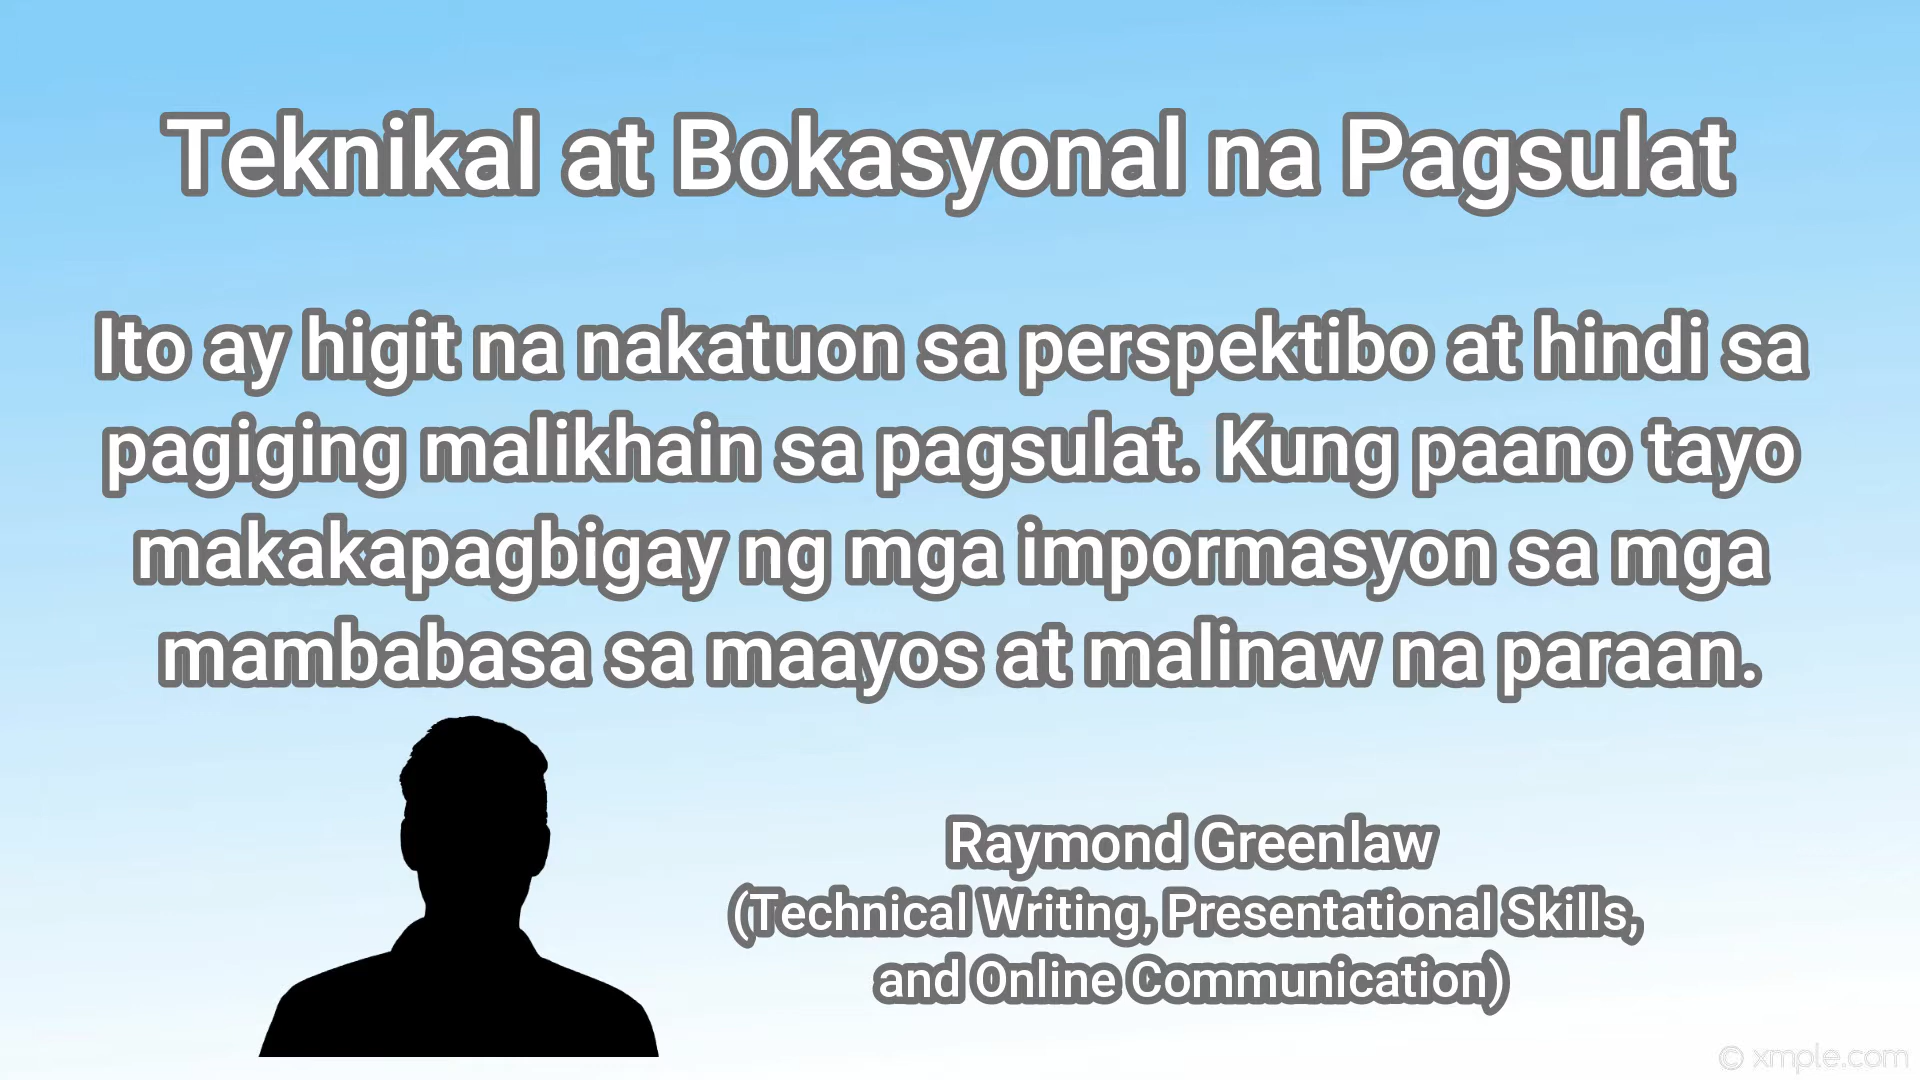 Teknikal at Bokasyonal na Pagsulat
Ito ay higit na nakatuon sa perspektibo at hindi sa
pagiging malikhain sa pagsulat. Kung paano tayo
makakapagbigay ng mga impormasyon sa mga
mambabasa sa maayos at malinaw na paraan.
Raymond Greenlaw
(Technical Writing, Presentational Skills,
and Online Communication)
© xmple.com